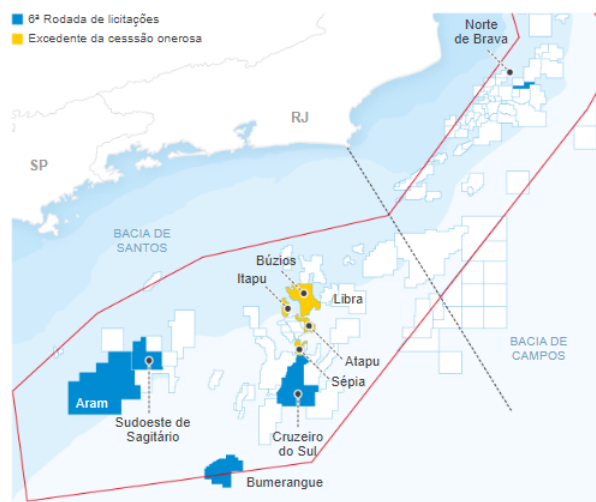 6ª Rodada de licitações
Excedente da cesssão onerosa
Norte
de Brava
RJ
SP
BACIA DE
SANTOS
Búzios
Itapu
Libra
BACIA DE
CAMPOS
Atapu
Sépia
Aram
Sudoeste de
Sagitário
Cruzeiro
do Sul
Bumerangue